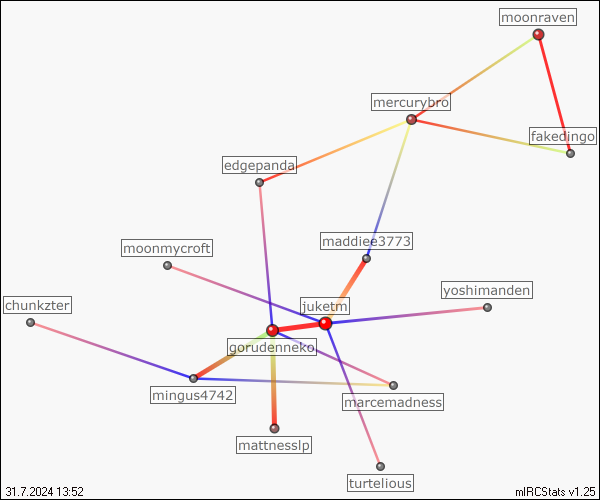 moonraven
mercurybro
fakedingo
edgepanda
maddiee3773
moonmycroft
yoshimanden
chunkzter
juketm
gorudenneko
mingus4742
marcemadness
mattnesslp
turtelious
31.7.2024 13:52
mIRCStats v1.25